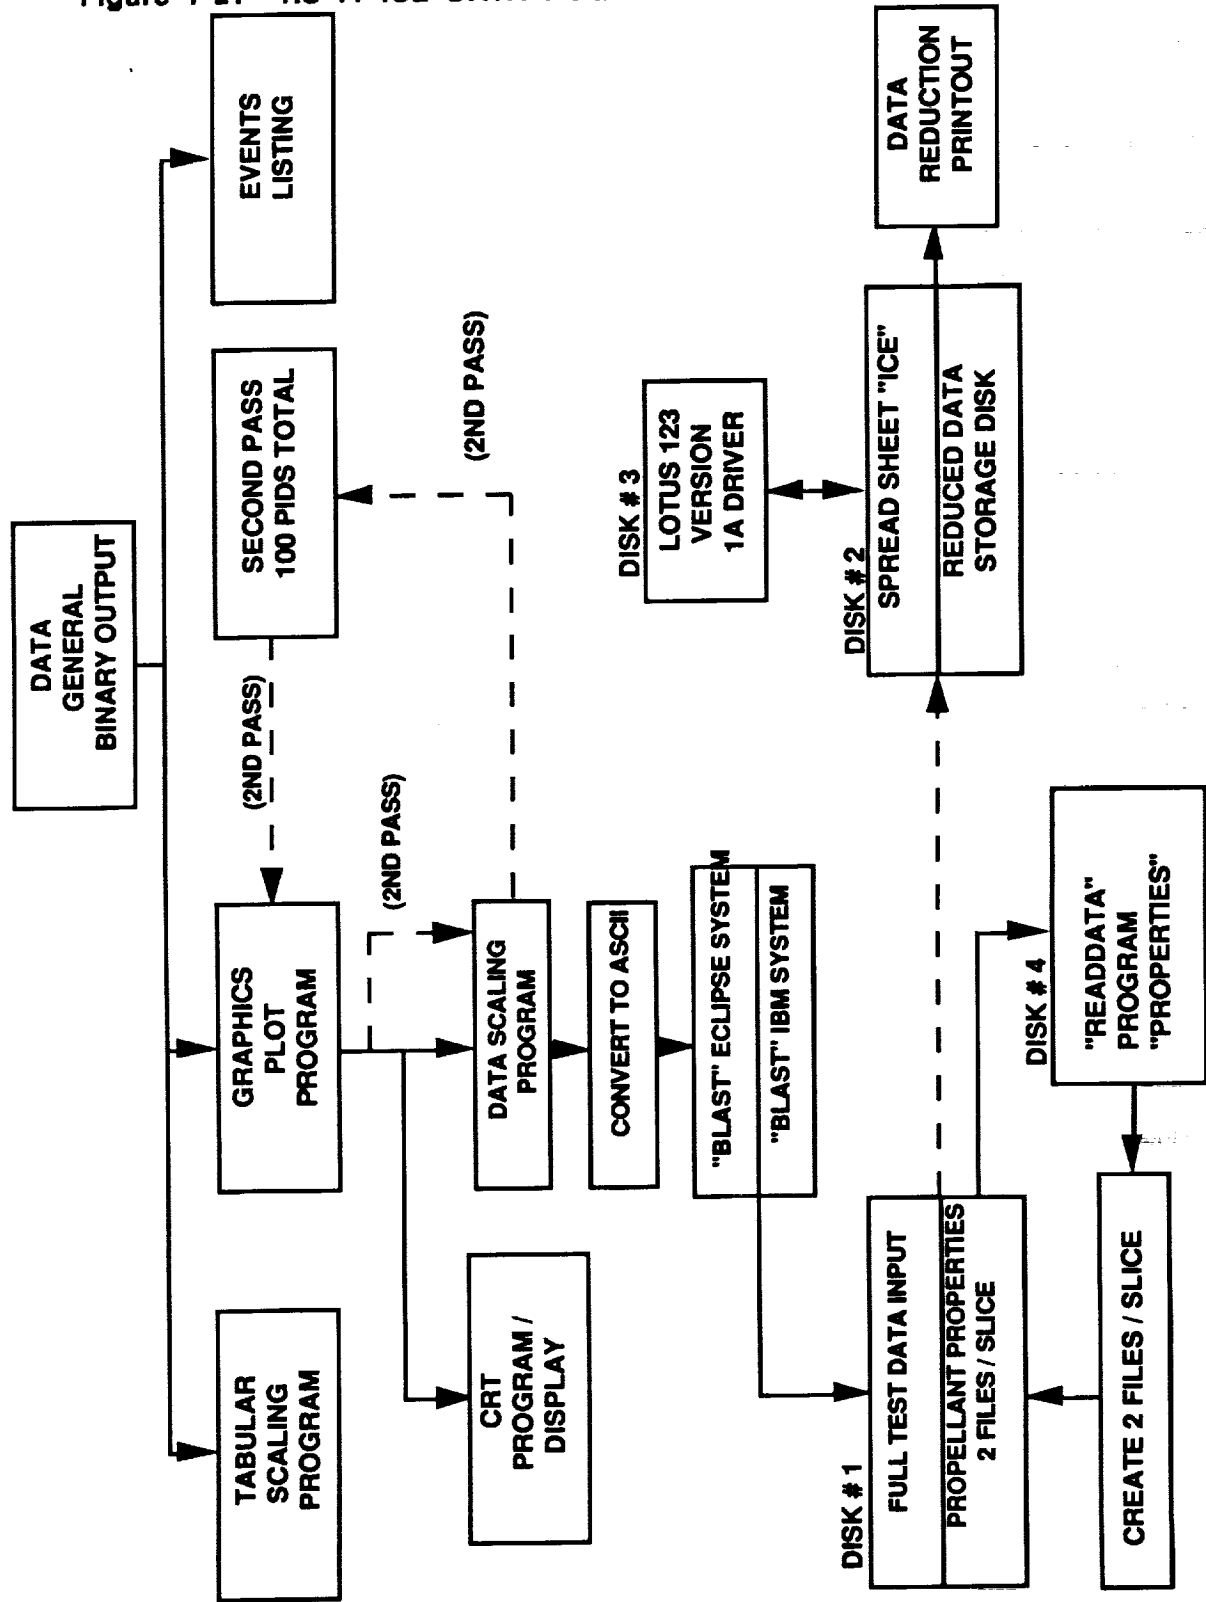 Figure
DATA
GENERAL
BINARY OUTPUT
TABULAR
SCALING
PROGRAM
GRAPHICS
PLOT
PROGRAM
(2ND PASS)
SECOND PASS
100 PIDS TOTAL
EVENTS
LISTING
(2ND PASS)
(2ND PASS)
CRT
PROGRAM /
DISPLAY
DATA SCALING
PROGRAM
CONVERT TO ASCII
"BLAST" ECLIPSE SYSTEM
"BLAST" IBM SYSTEM
DISK # 3
LOTUS 123
VERSION
1A DRIVER
DISK # 1
FULL TEST DATA INPUT
PROPELLANT PROPERTIES
2 FILES / SLICE
DISK # 2
SPREAD SHEET "ICE"
REDUCED DATA
STORAGE DISK
DATA
REDUCTION
PRINTOUT
DISK # 4
"READDATA"
PROGRAM
"PROPERTIES"
CREATE 2 FILES / SLICE